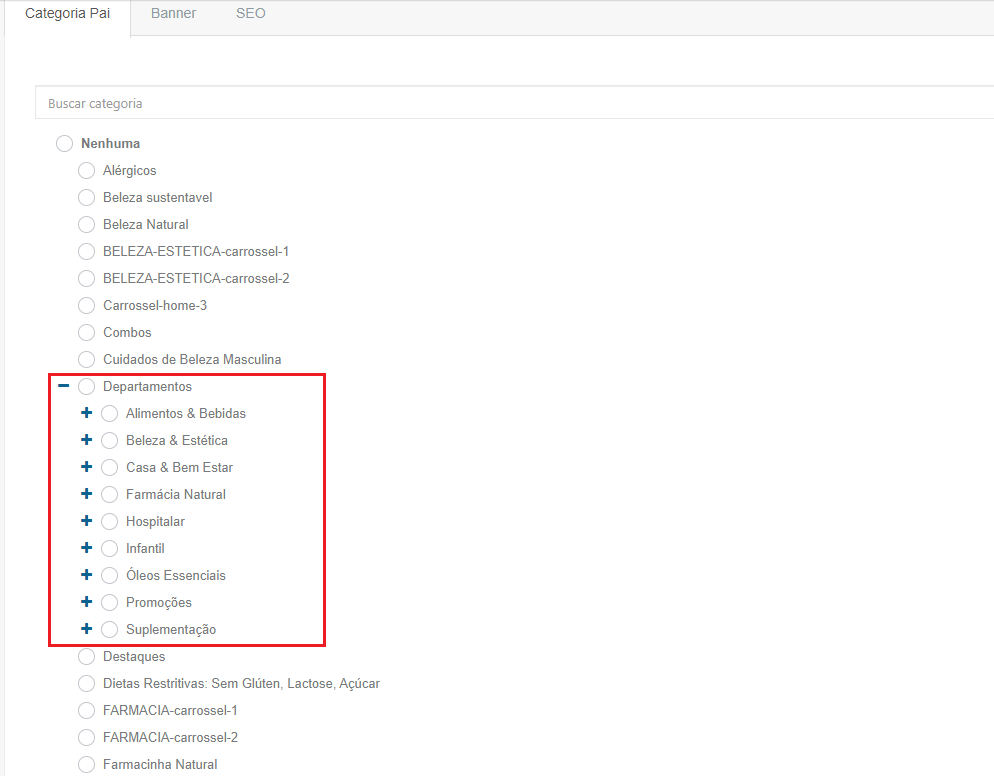 Categoria Pai Banner SEO
Buscar categoria
Nenhuma
Alérgicos
Beleza sustentavel
Beleza Natural
BELEZA-ESTETICA-carrossel-1
BELEZA-ESTETICA-carrossel-2
Carrossel-home-3
Combos
Cuidados de Beleza Masculina
Departamentos
Alimentos & Bebidas
Beleza & Estética
Casa & Bem Estar
Farmácia Natural
Hospitalar
Infantil
Óleos Essenciais
Promoções
Suplementação
Destaques
Dietas Restritivas: Sem Glúten, Lactose, Açúcar
FARMACIA-carrossel-1
FARMACIA-carrossel-2
Farmacinha Natural